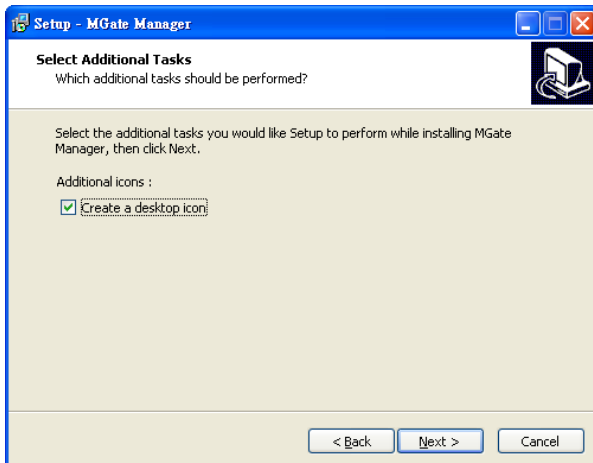 Setup - MGate Manager
Select Additional Tasks
Which additional tasks should be performed?
Select the additional tasks you would like Setup to perform while installing MGate
Manager, then click Next.
Additional icons :
Create a desktop icon
< Back Next > Cancel